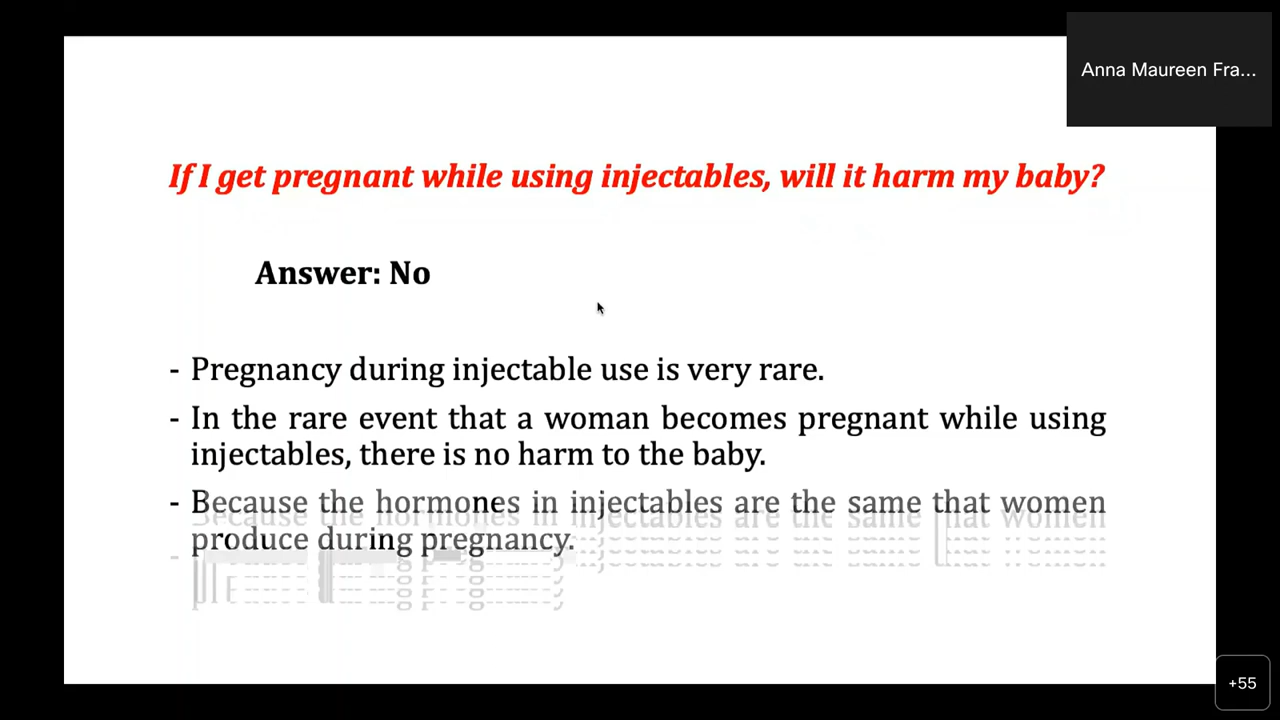 Anna Maureen Fra...
If I get pregnant while using injectables, will it harm my baby?
Answer: No
- Pregnancy during injectable use is very rare.
- In the rare event that a woman becomes pregnant while using
injectables, there is no harm to the baby.
- Because the hormones in injectables are the same that women
produce during pregnancy.
+55